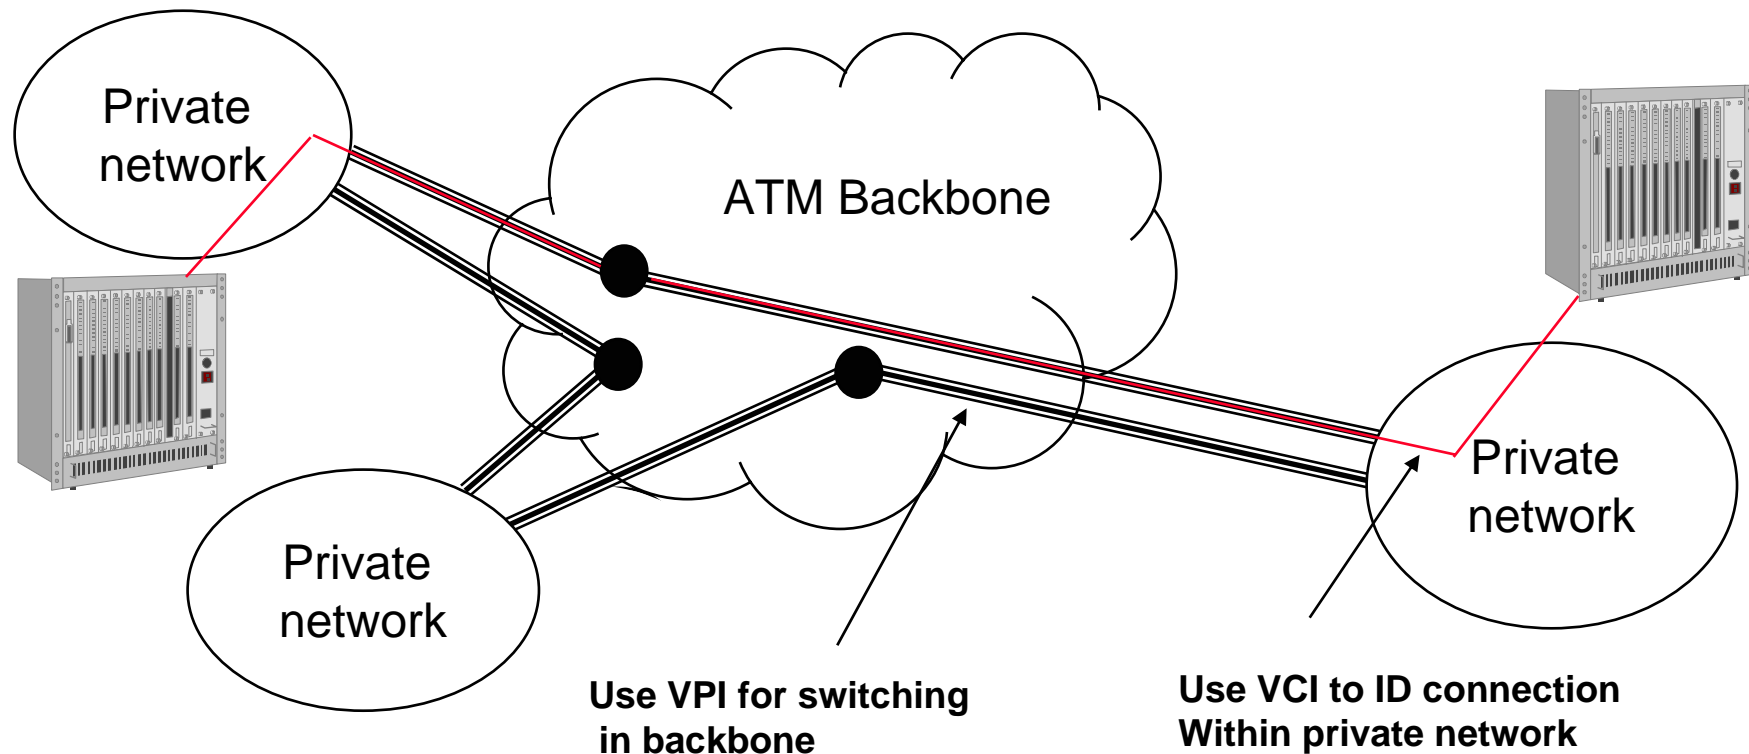 Private
network
ATM Backbone
Private
network
Private
network
Use VPI for switching
in backbone
Use VCI to ID connection
Within private network